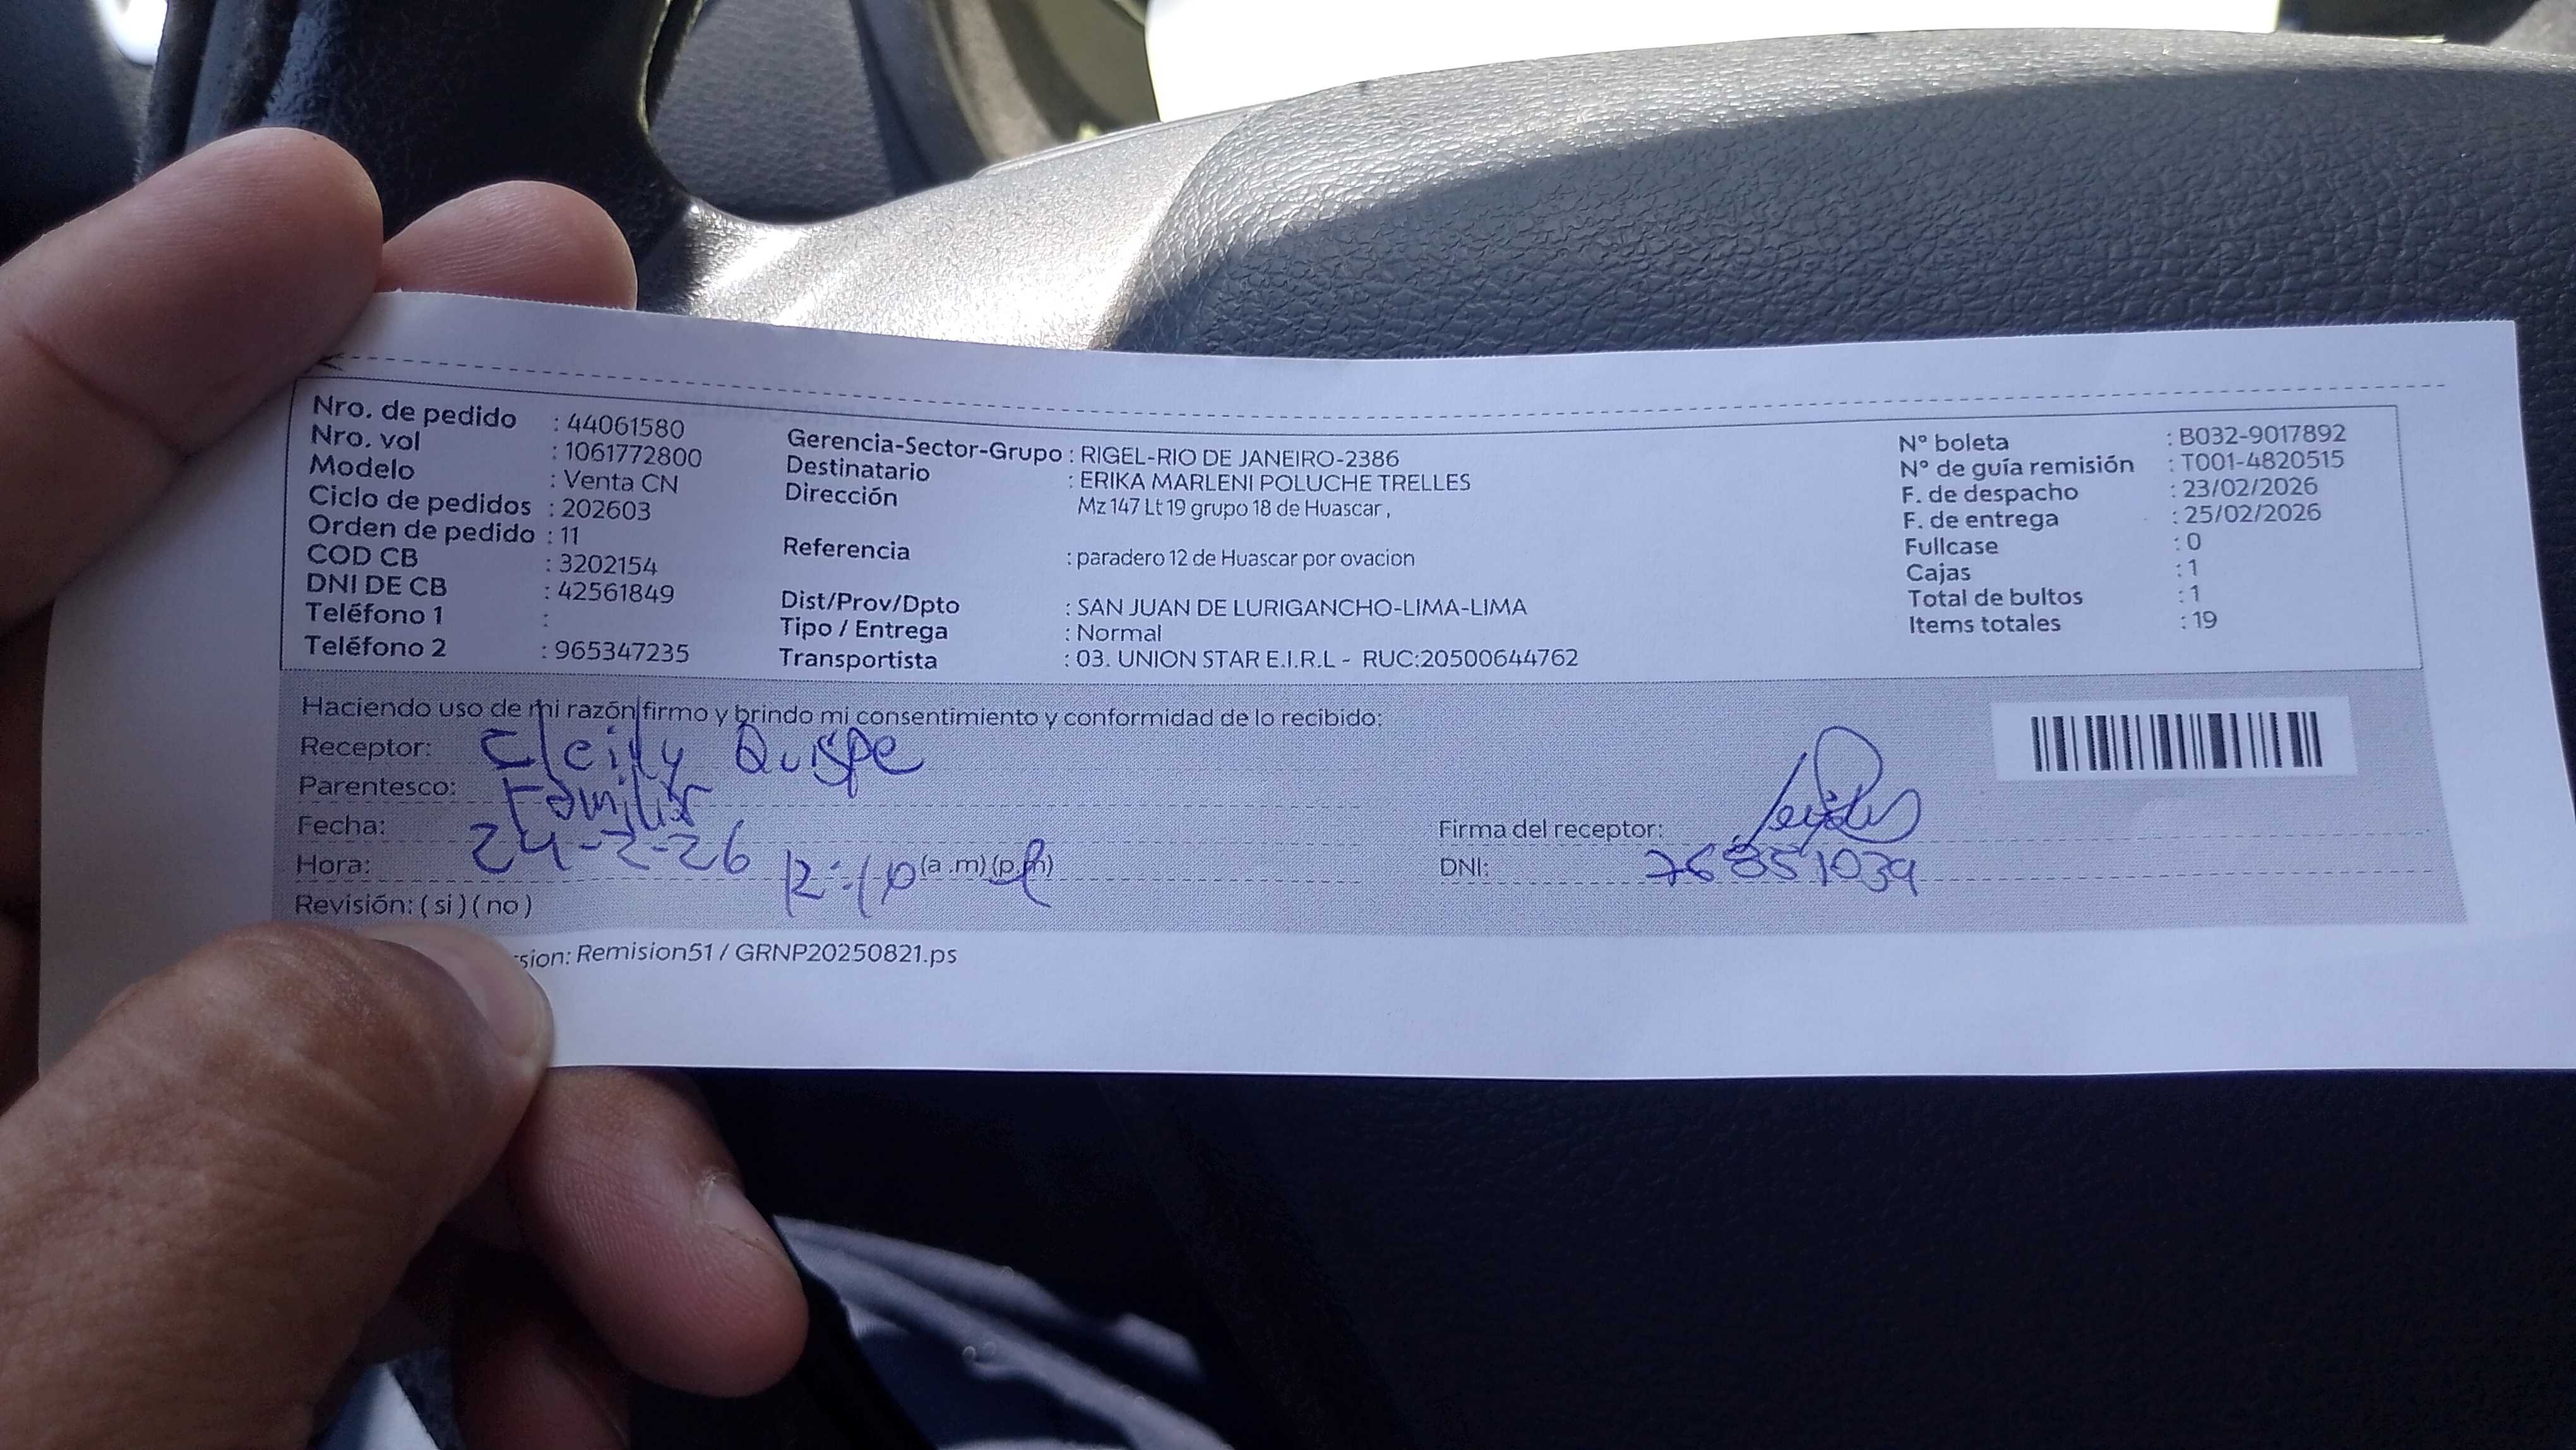 Nro. de pedido : 44061580
Nro. vol : 1061772800
Modelo : Venta CN
Ciclo de pedidos : 202603
Orden de pedido : 11
COD CB : 3202154
DNI DE CB : 42561849
Teléfono 1 :
Teléfono 2 : 965347235
Gerencia-Sector-Grupo : RIGEL-RIO DE JANEIRO-2386
Destinatario : ERIKA MARLENI POLUCHE TRELLES
Dirección Mz 147 Lt 19 grupo 18 de Huascar ,
Referencia : paradero 12 de Huascar por ovacion
Dist/Prov/Dpto : SAN JUAN DE LURIGANCHO-LIMA-LIMA
Tipo / Entrega : Normal
Transportista : 03. UNION STAR E.I.R.L - RUC:20500644762
N° boleta : B032-9017892
N° de guía remisión : T001-4820515
F. de despacho : 23/02/2026
F. de entrega : 25/02/2026
Fullcase : 0
Cajas : 1
Total de bultos : 1
Items totales : 19
Haciendo uso de mi razón firmo y brindo mi consentimiento y conformidad de lo recibido:
Receptor: Quispe
Parentesco: Familiar
Fecha: 24-2-26
Hora: 12:10 (a .m) (p.m)
Revisión: ( si ) ( no )
Firma del receptor:
DNI: 76851039
sion: Remision51 / GRNP20250821.ps